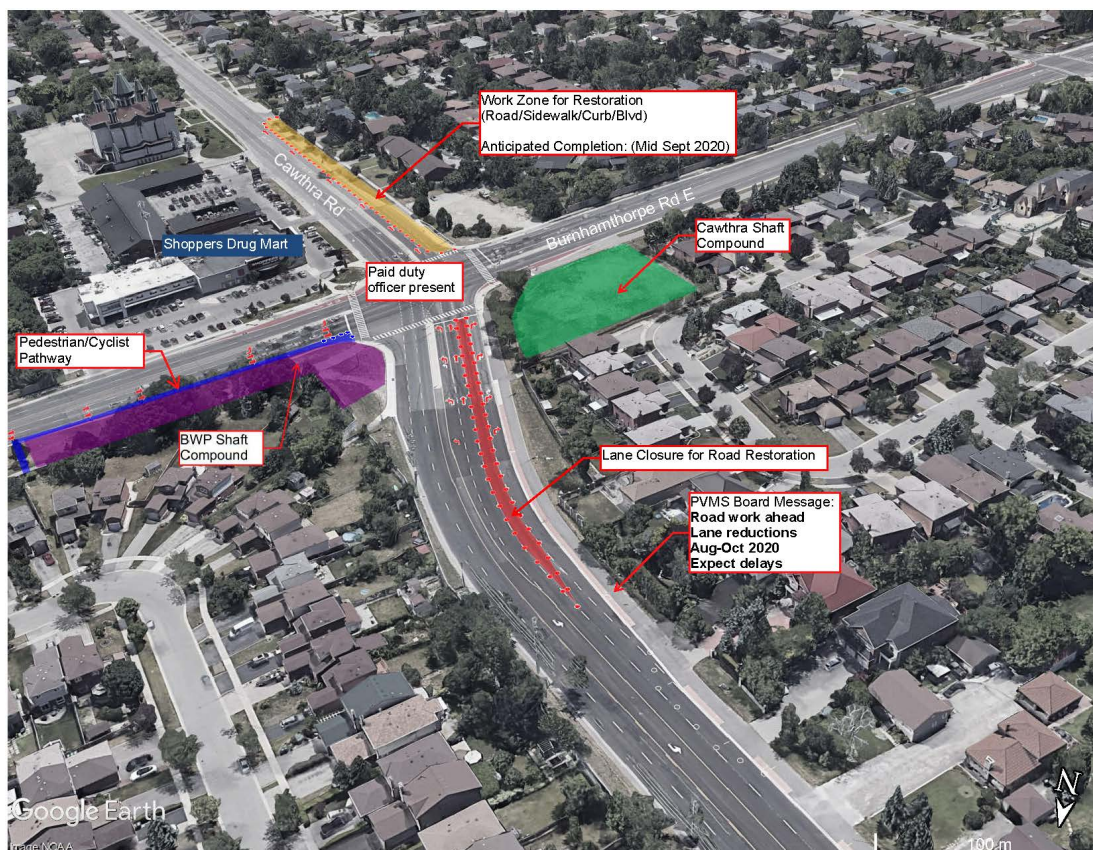 Work Zone for Restoration
(Road/Sidewalk/Curb/Blvd)
Anticipated Completion: (Mid Sept 2020)
Cawthra Rd
Burnhamthorpe Rd E
Cawthra Shaft
Compound
Shoppers Drug Mart
Paid duty
officer present
Pedestrian/Cyclist
Pathway
BWP Shaft
Compound
Lane Closure for Road Restoration
PVMS Board Message:
Road work ahead
Lane reductions
Aug-Oct 2020
Expect delays
N
Google Earth
Image NOAA
100 m